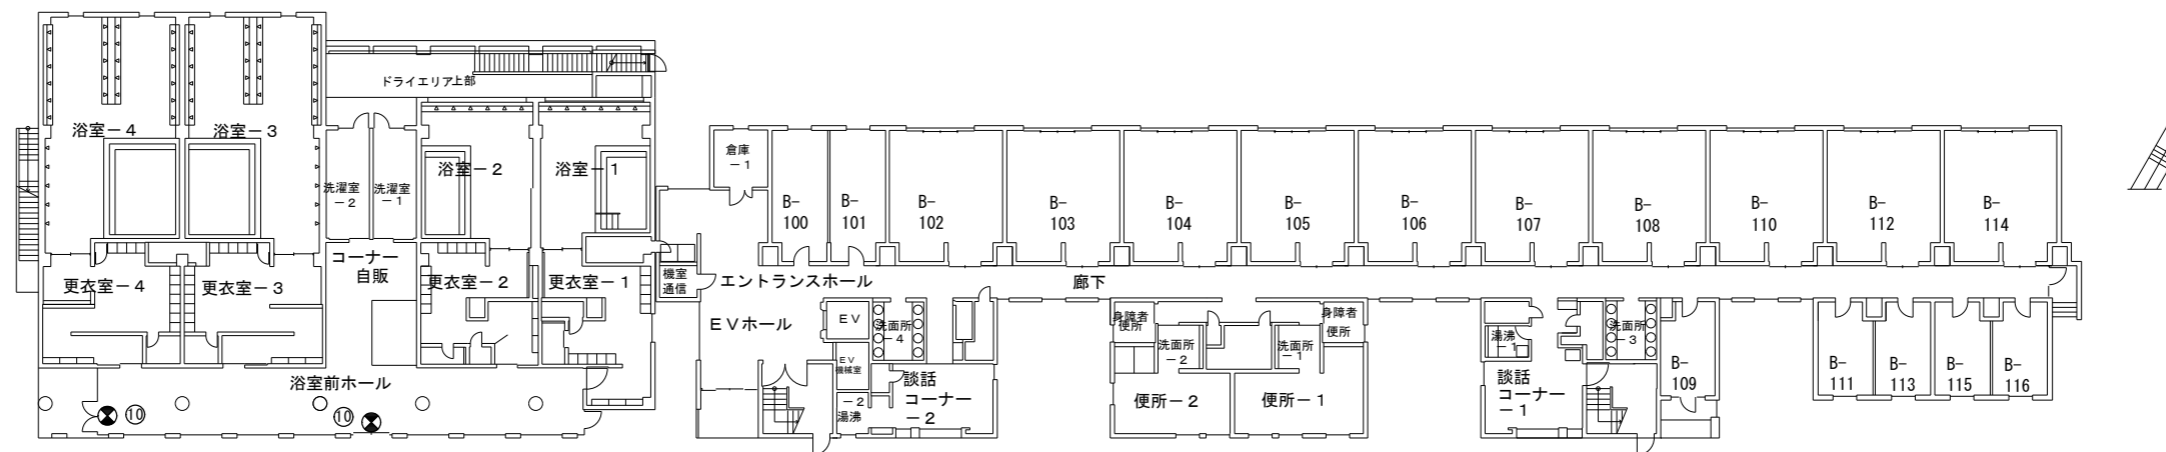 ドライエリア上部
浴室－4
浴室－3
浴室－2
浴室－1
洗濯室
－2
洗濯室
－1
倉庫
－1
B-
100
B-
101
B-
102
B-
103
B-
104
B-
105
B-
106
B-
107
B-
108
B-
110
B-
112
B-
114
コーナー
自販
更衣室－4
更衣室－3
更衣室－2
更衣室－1
機室
通信
エントランスホール
廊下
EVホール
EV
洗面所
－4
身障者
便所
身障者
便所
洗面所
－2
洗面所
－1
湯沸
－1
洗面所
－3
EV
機械室
談話
コーナー
－2
－2
湯沸
便所－2
便所－1
談話
コーナー
－1
B-
109
B-
111
B-
113
B-
115
B-
116
浴室前ホール
⑩
⑩